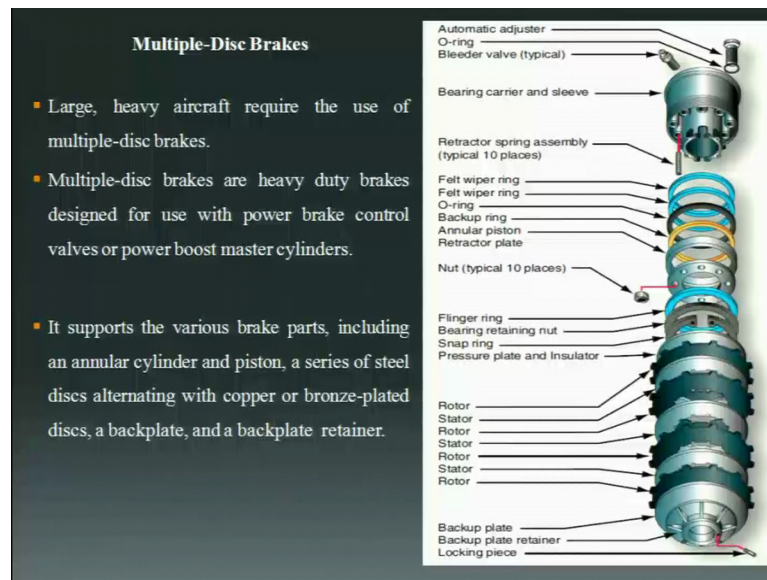 Multiple-Disc Brakes
Large, heavy aircraft require the use of
multiple-disc brakes.
Multiple-disc brakes are heavy duty brakes
designed for use with power brake control
valves or power boost master cylinders.
It supports the various brake parts, including
an annular cylinder and piston, a series of steel
discs alternating with copper or bronze-plated
discs, a backplate, and a backplate retainer.
Automatic adjuster
O-ring
Bleeder valve (typical)
Bearing carrier and sleeve
Retractor spring assembly
(typical 10 places)
Felt wiper ring
Felt wiper ring
O-ring
Backup ring
Annular piston
Retractor plate
Nut (typical 10 places)
Flinger ring
Bearing retaining nut
Snap ring
Pressure plate and Insulator
Rotor
Stator
Rotor
Stator
Rotor
Stator
Rotor
Backup plate
Backup plate retainer
Locking piece